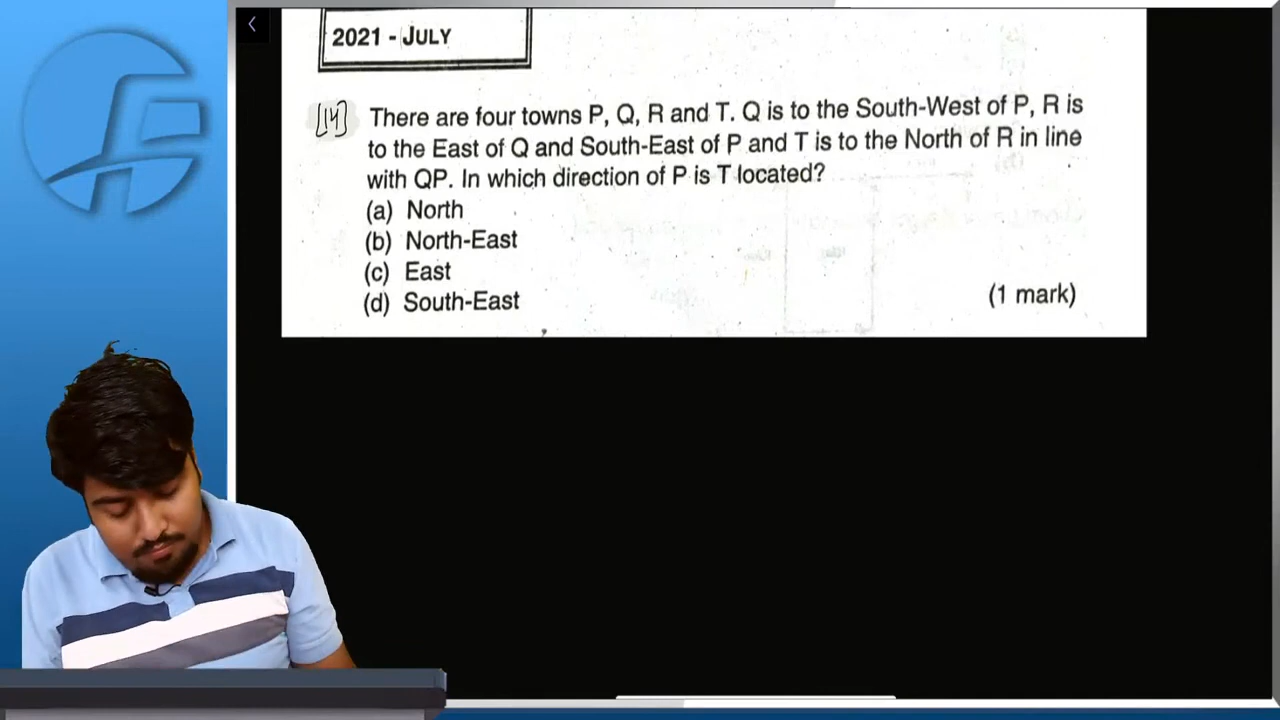 2021 - JULY
[14] There are four towns P, Q, R and T. Q is to the South-West of P, R is
to the East of Q and South-East of P and T is to the North of R in line
with QP. In which direction of P is T located?
(a) North
(b) North-East
(c) East
(d) South-East
(1 mark)